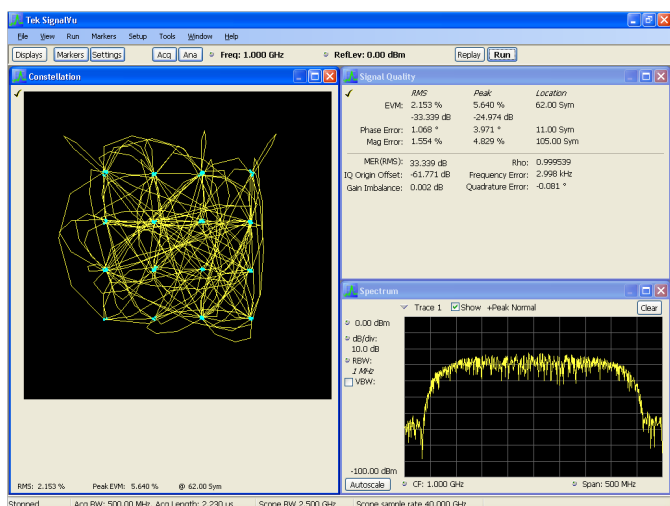 Tek SignalVu
File View Run Markers Setup Tools Window Help
Displays Markers Settings Acq Ana Freq: 1.000 GHz RefLev: 0.00 dBm Replay Run
Constellation
RMS: 2.153 % Peak EVM: 5.640 % @ 62.00 Sym
Signal Quality
RMS Peak Location
EVM: 2.153 % 5.640 % 62.00 Sym
-33.339 dB -24.974 dB
Phase Error: 1.068 ° 3.971 ° 11.00 Sym
Mag Error: 1.554 % 4.829 % 105.00 Sym
MER(RMS): 33.339 dB Rho: 0.999539
IQ Origin Offset: -61.771 dB Frequency Error: 2.998 kHz
Gain Imbalance: 0.002 dB Quadrature Error: -0.081 °
Spectrum
Trace 1 Show +Peak Normal Clear
0.00 dBm
dB/div:
10.0 dB
RBW:
1 MHz
VBW:
-100.00 dBm
Autoscale CF: 1.000 GHz Span: 500 MHz
Stopped Acq BW: 500.00 MHz, Acq Length: 2.230 us Scope BW 2.500 GHz Scope sample rate 40.000 GHz